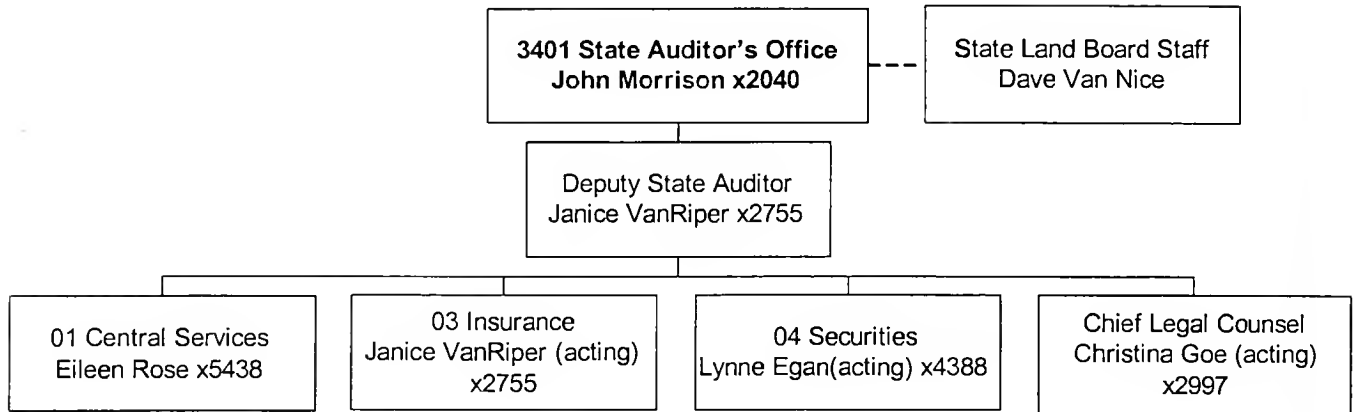 3401 State Auditor's Office
John Morrison x2040
State Land Board Staff
Dave Van Nice
Deputy State Auditor
Janice VanRiper x2755
01 Central Services
Eileen Rose x5438
03 Insurance
Janice VanRiper (acting)
x2755
04 Securities
Lynne Egan(acting) x4388
Chief Legal Counsel
Christina Goe (acting)
x2997